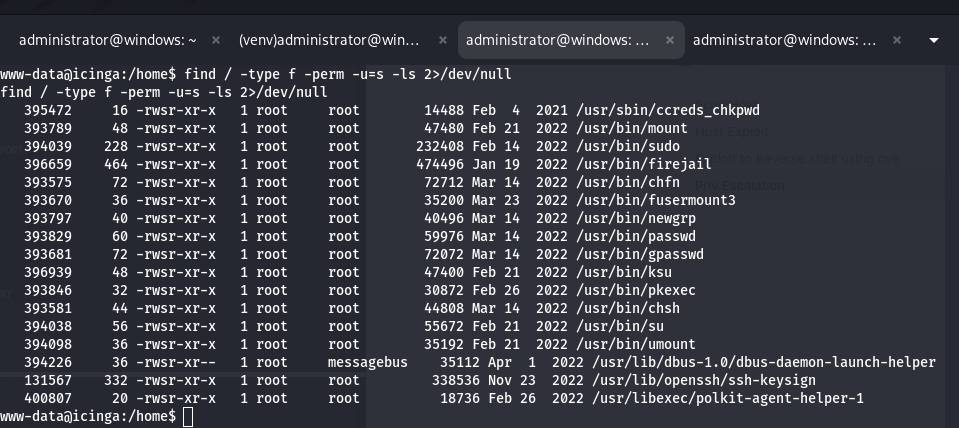 administrator@windows: ~ × (venv)administrator@win... × administrator@windows: ... × administrator@windows: ... ×
www-data@icinga:/home$ find / -type f -perm -u=s -ls 2>/dev/null
find / -type f -perm -u=s -ls 2>/dev/null
395472 16 -rwsr-xr-x 1 root root 14488 Feb 4 2021 /usr/sbin/ccreds_chkpwd
393789 48 -rwsr-xr-x 1 root root 47480 Feb 21 2022 /usr/bin/mount
Host Exploit
394039 228 -rwsr-xr-x 1 root root 232408 Feb 14 2022 /usr/bin/sudo
396659 464 -rwsr-xr-x 1 root root 474496 Jan 19 2022 /usr/bin/firejail
to Reverse shell using cve
393575 72 -rwsr-xr-x 1 root root 72712 Mar 14 2022 /usr/bin/chfn
Priv Escalation
393670 36 -rwsr-xr-x 1 root root 35200 Mar 23 2022 /usr/bin/fusermount3
393797 40 -rwsr-xr-x 1 root root 40496 Mar 14 2022 /usr/bin/newgrp
393829 60 -rwsr-xr-x 1 root root 59976 Mar 14 2022 /usr/bin/passwd
393681 72 -rwsr-xr-x 1 root root 72072 Mar 14 2022 /usr/bin/gpasswd
396939 48 -rwsr-xr-x 1 root root 47400 Feb 21 2022 /usr/bin/ksu
393846 32 -rwsr-xr-x 1 root root 30872 Feb 26 2022 /usr/bin/pkexec
393581 44 -rwsr-xr-x 1 root root 44808 Mar 14 2022 /usr/bin/chsh
394038 56 -rwsr-xr-x 1 root root 55672 Feb 21 2022 /usr/bin/su
394098 36 -rwsr-xr-x 1 root root 35192 Feb 21 2022 /usr/bin/umount
394226 36 -rwsr-xr-- 1 root messagebus 35112 Apr 1 2022 /usr/lib/dbus-1.0/dbus-daemon-launch-helper
131567 332 -rwsr-xr-x 1 root root 338536 Nov 23 2022 /usr/lib/openssh/ssh-keysign
400807 20 -rwsr-xr-x 1 root root 18736 Feb 26 2022 /usr/libexec/polkit-agent-helper-1
www-data@icinga:/home$